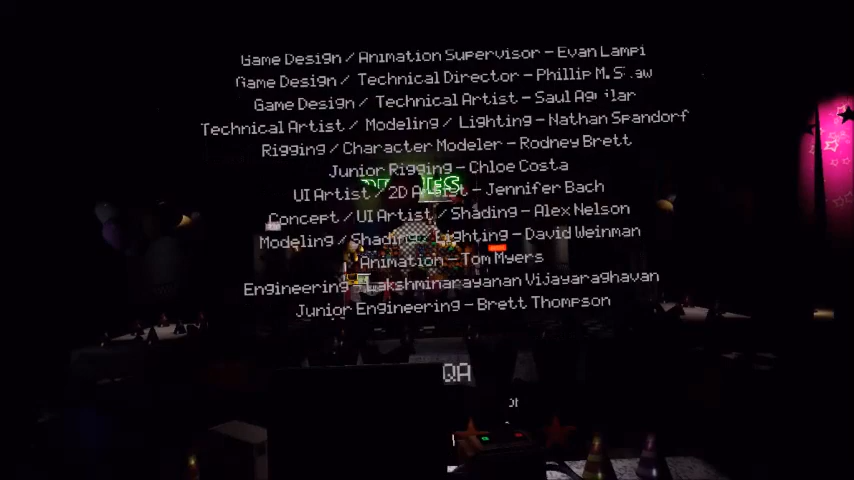 Game Design / Animation Supervisor - Evan Lampi
Game Design / Technical Director - Phillip M.
Game Design / Technical Artist - Saul
Technical Artist / Modeling / Lighting - Nathan Spandorf
Rigging / Character Modeler - Rodney Brett
Junior Rigging - Chloe Costa
UI Artist / 2D Artist - Jennifer Bach
Concept / UI Artist / Shading - Alex Nelson
Modeling / Shading / Lighting - David Weinman
Animation - Tom Myers
Engineering - Lakshminarayanan Vijayaraghavan
Junior Engineering - Brett Thompson
QA